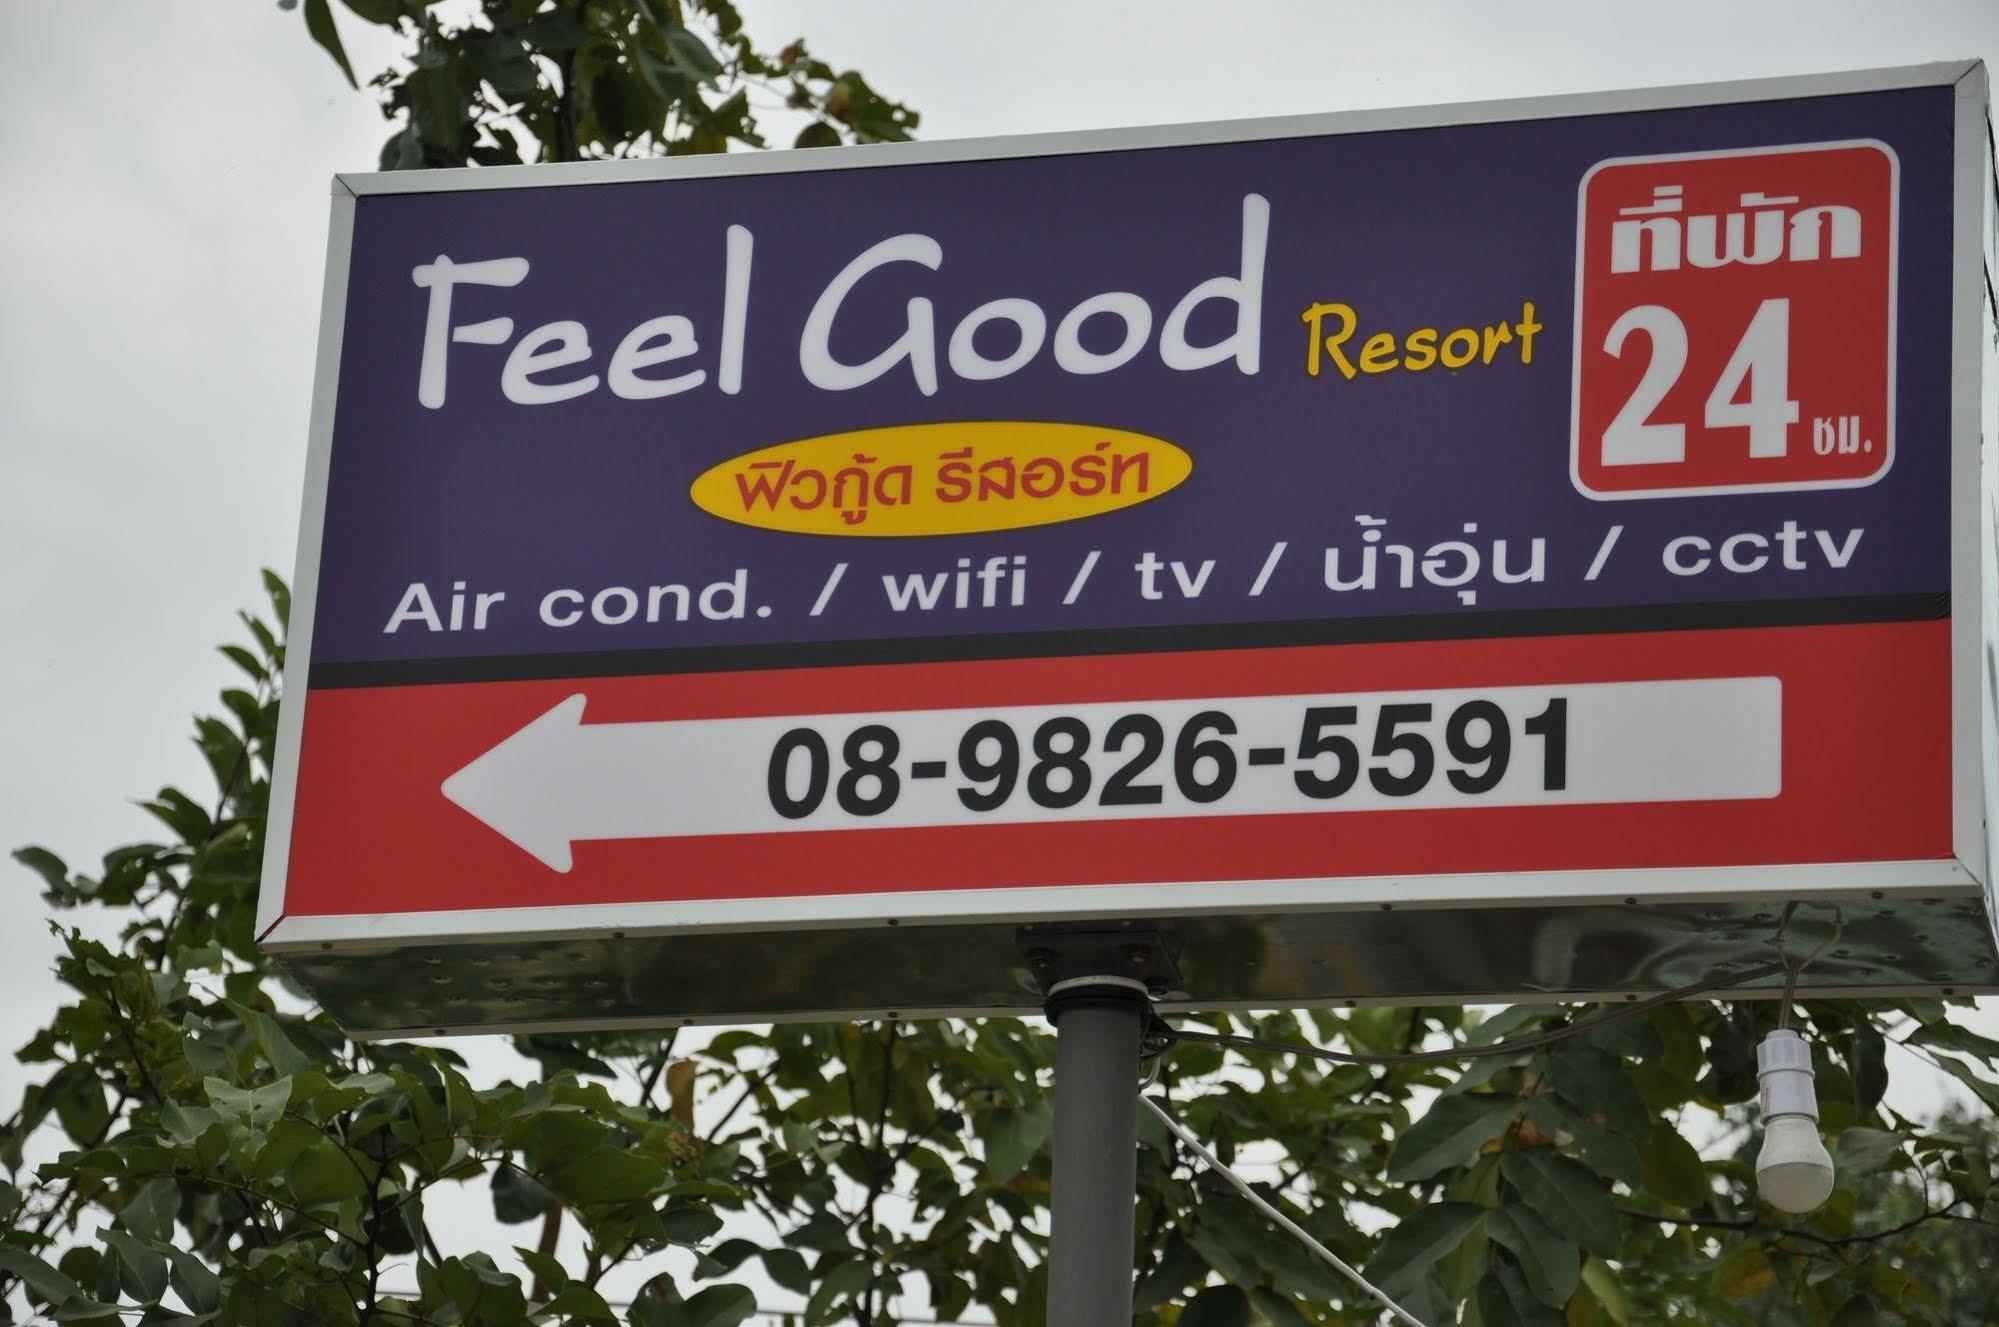 Feel Good Resort
ที่พัก
24 ชม.
ฟิวกู้ด รีสอร์ท
Air cond. / wifi / tv / น้ำอุ่น / cctv
08-9826-5591